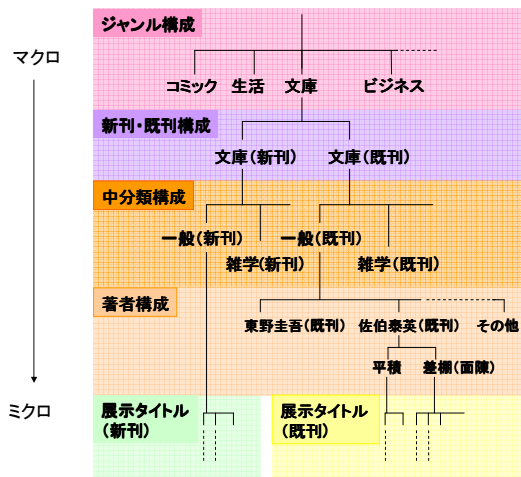 ジャンル構成
マクロ
コミック 生活 文庫 ビジネス
新刊・既刊構成
文庫(新刊) 文庫(既刊)
中分類構成
一般(新刊) 一般(既刊)
雑学(新刊) 雑学(既刊)
著者構成
東野圭吾(既刊) 佐伯泰英(既刊) その他
平積 差棚(面陳)
ミクロ
展示タイトル
(新刊)
展示タイトル
(既刊)